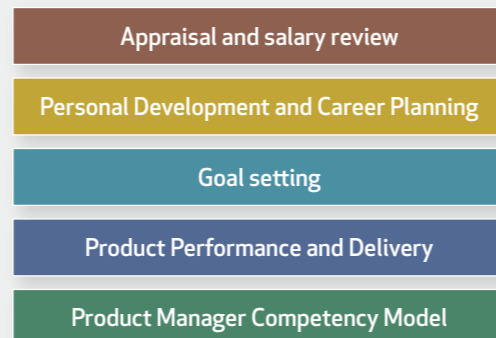 Appraisal and salary review
Personal Development and Career Planning
Goal setting
Product Performance and Delivery
Product Manager Competency Model